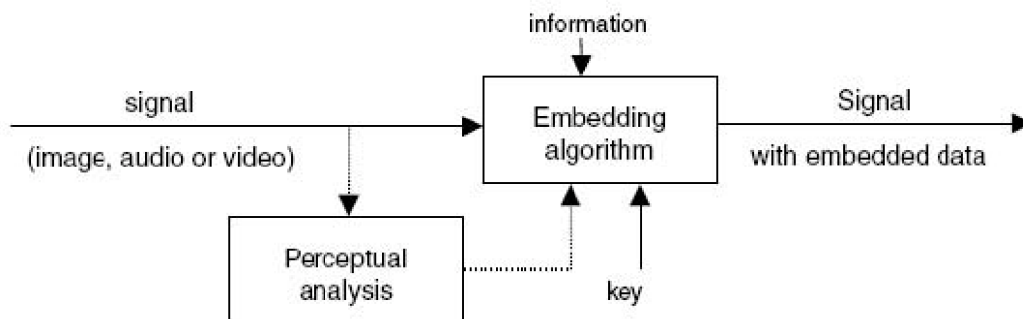 information
signal
(image, audio or video)
Embedding
algorithm
Signal
with embedded data
Perceptual
analysis
key